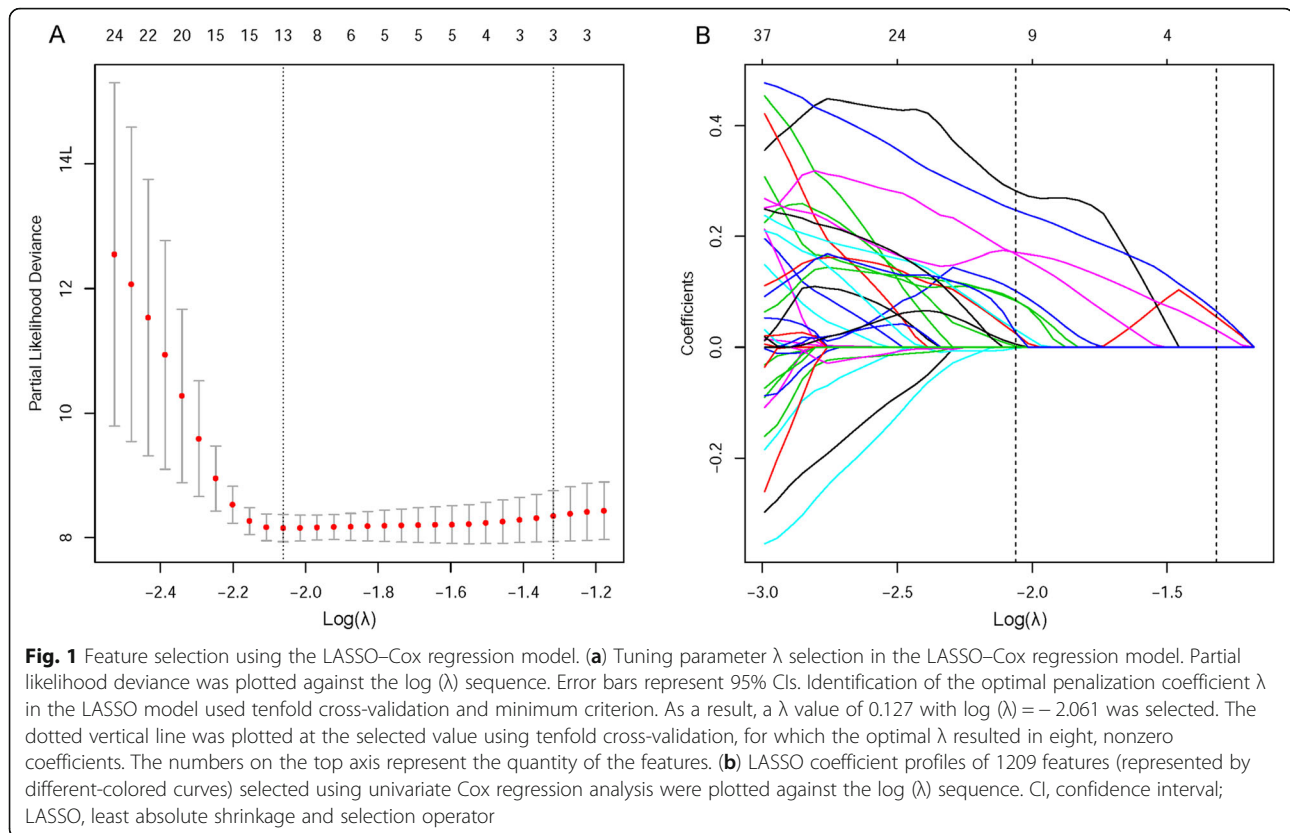 A
24 22 20 15 15 13 8 6 5 5 5 5 4 3 3 3
Partial Likelihood Deviance
14L
12
10
8
−2.4 −2.2 −2.0 −1.8 −1.6 −1.4 −1.2
Log(λ)
B
37 24 9 4
Coefficients
0.4
0.2
0.0
−0.2
−3.0 −2.5 −2.0 −1.5
Log(λ)
Fig. 1 Feature selection using the LASSO–Cox regression model. (a) Tuning parameter λ selection in the LASSO–Cox regression model. Partial
likelihood deviance was plotted against the log (λ) sequence. Error bars represent 95% CIs. Identification of the optimal penalization coefficient λ
in the LASSO model used tenfold cross-validation and minimum criterion. As a result, a λ value of 0.127 with log (λ) = − 2.061 was selected. The
dotted vertical line was plotted at the selected value using tenfold cross-validation, for which the optimal λ resulted in eight, nonzero
coefficients. The numbers on the top axis represent the quantity of the features. (b) LASSO coefficient profiles of 1209 features (represented by
different-colored curves) selected using univariate Cox regression analysis were plotted against the log (λ) sequence. CI, confidence interval;
LASSO, least absolute shrinkage and selection operator